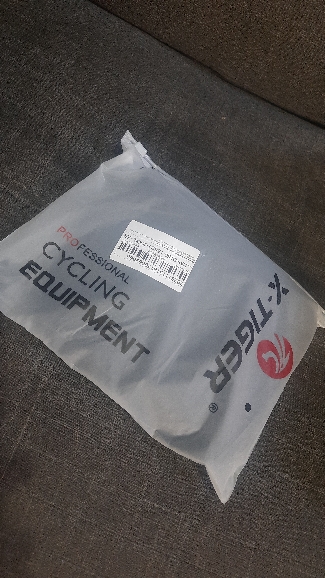 PROFESSIONAL
CYCLING
EQUIPMENT
X-TIGER
®